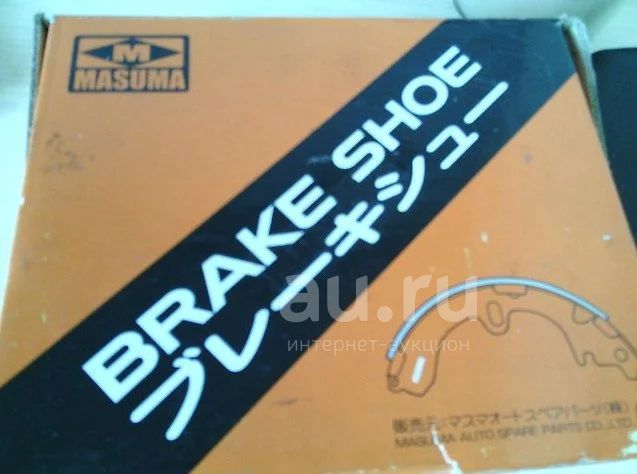 M
MASUMA
BRAKE SHOE
ブレーキシュー
au.ru
интернет-аукцион
販売元:マスマオートスペアパーツ(株)
MASUMA AUTO SPARE PARTS CO.,LTD.